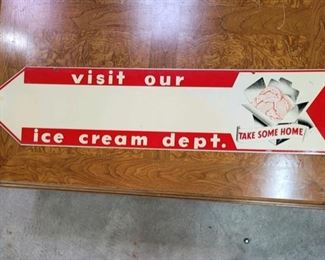 visit our
ice cream dept.
TAKE SOME HOME